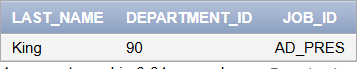 LAST_NAME DEPARTMENT_ID JOB_ID
King 90 AD_PRES